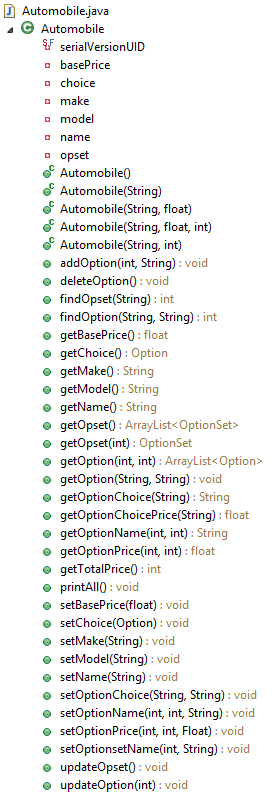 Automobile.java
Automobile
serialVersionUID
basePrice
choice
make
model
name
opset
Automobile()
Automobile(String)
Automobile(String, float)
Automobile(String, float, int)
Automobile(String, int)
addOption(int, String) : void
deleteOption() : void
findOpset(String) : int
findOption(String, String) : int
getBasePrice() : float
getChoice() : Option
getMake() : String
getModel() : String
getName() : String
getOpset() : ArrayList<OptionSet>
getOpset(int) : OptionSet
getOption(int, int) : ArrayList<Option>
getOption(String, String) : void
getOptionChoice(String) : String
getOptionChoicePrice(String) : float
getOptionName(int, int) : String
getOptionPrice(int, int) : float
getTotalPrice() : int
printAll() : void
setBasePrice(float) : void
setChoice(Option) : void
setMake(String) : void
setModel(String) : void
setName(String) : void
setOptionChoice(String, String) : void
setOptionName(int, int, String) : void
setOptionPrice(int, int, Float) : void
setOptionsetName(int, String) : void
updateOpset() : void
updateOption(int) : void